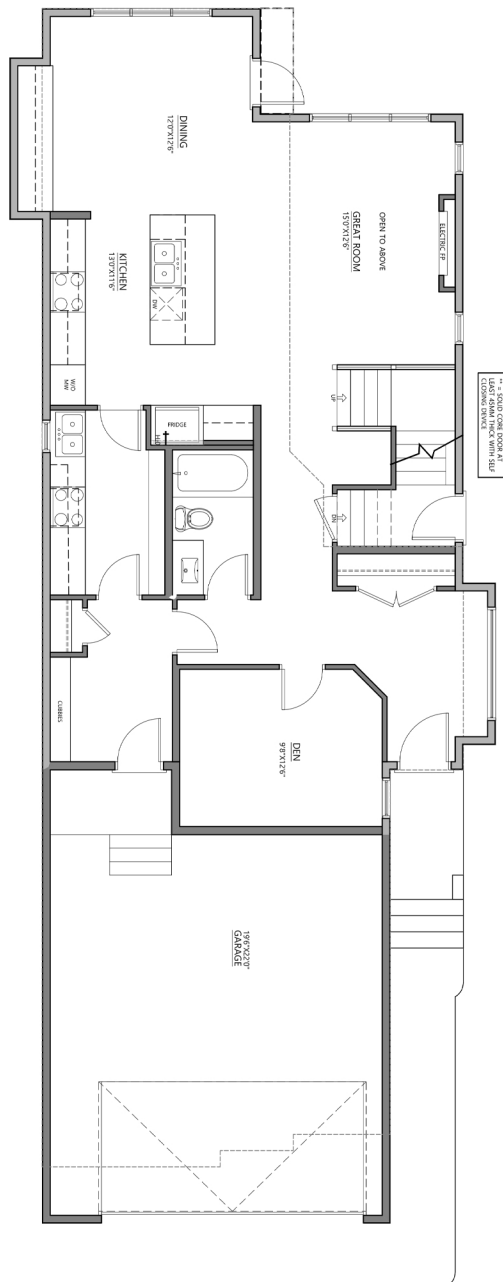 DINING
12'0"X12'6"
OPEN TO ABOVE
GREAT ROOM
15'0"X12'6"
ELECTRIC FP
KITCHEN
13'0"X11'6"
DW
W/O
MW
FRIDGE
H2O
UP
DN
** = SOLID CORE DOOR AT
LEAST 45MM THICK WITH SELF
CLOSING DEVICE
CUBBIES
DEN
9'8"X12'6"
19'6"X22'0"
GARAGE